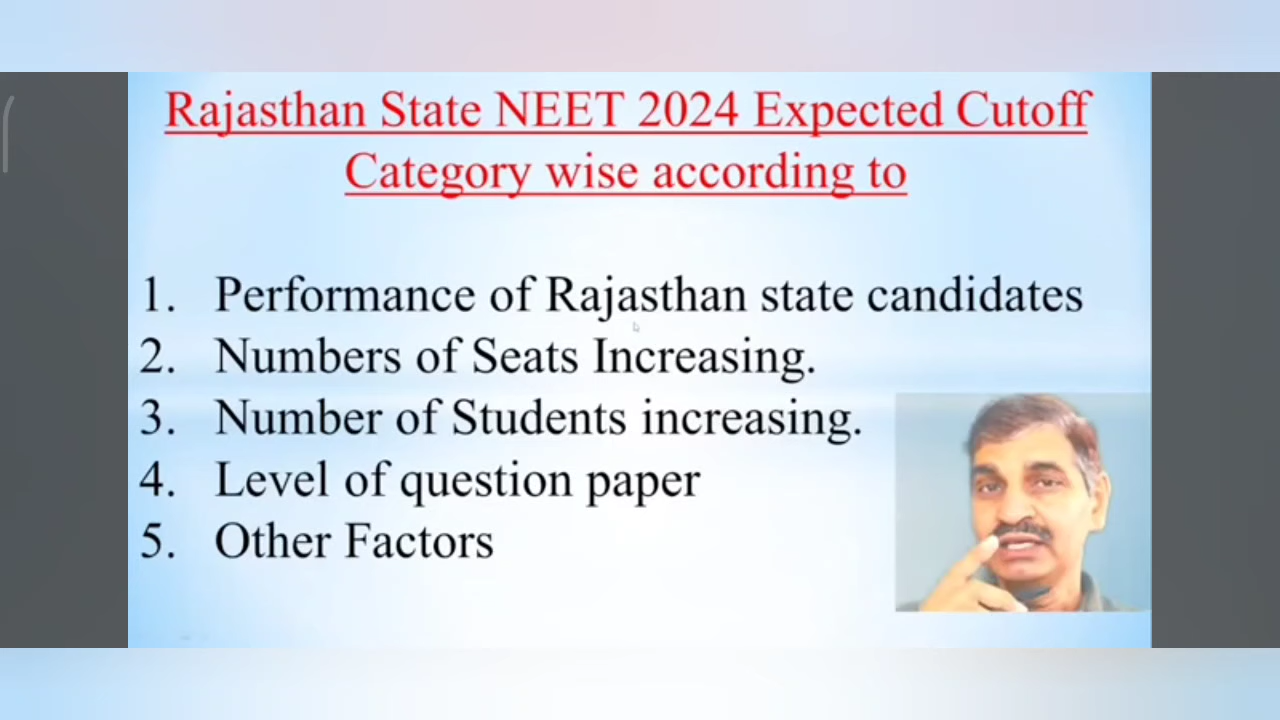 Rajasthan State NEET 2024 Expected Cutoff
Category wise according to
1. Performance of Rajasthan state candidates
2. Numbers of Seats Increasing.
3. Number of Students increasing.
4. Level of question paper
5. Other Factors